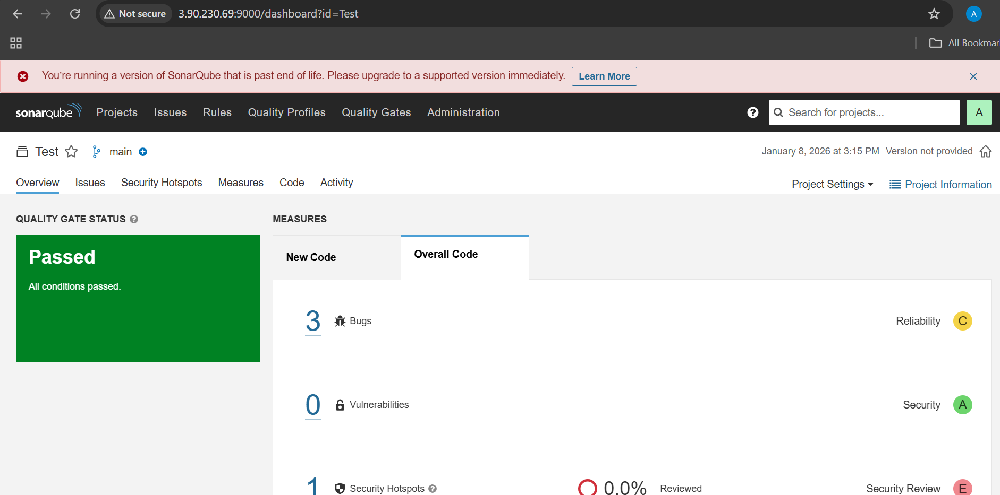 Not secure 3.90.230.69:9000/dashboard?id=Test A
All Bookmar
You’re running a version of SonarQube that is past end of life. Please upgrade to a supported version immediately. Learn More
sonarqube Projects Issues Rules Quality Profiles Quality Gates Administration Search for projects... A
Test main January 8, 2026 at 3:15 PM Version not provided
Overview Issues Security Hotspots Measures Code Activity Project Settings Project Information
QUALITY GATE STATUS MEASURES
Passed
All conditions passed.
New Code Overall Code
3 Bugs Reliability C
0 Vulnerabilities Security A
1 Security Hotspots 0.0% Reviewed Security Review E